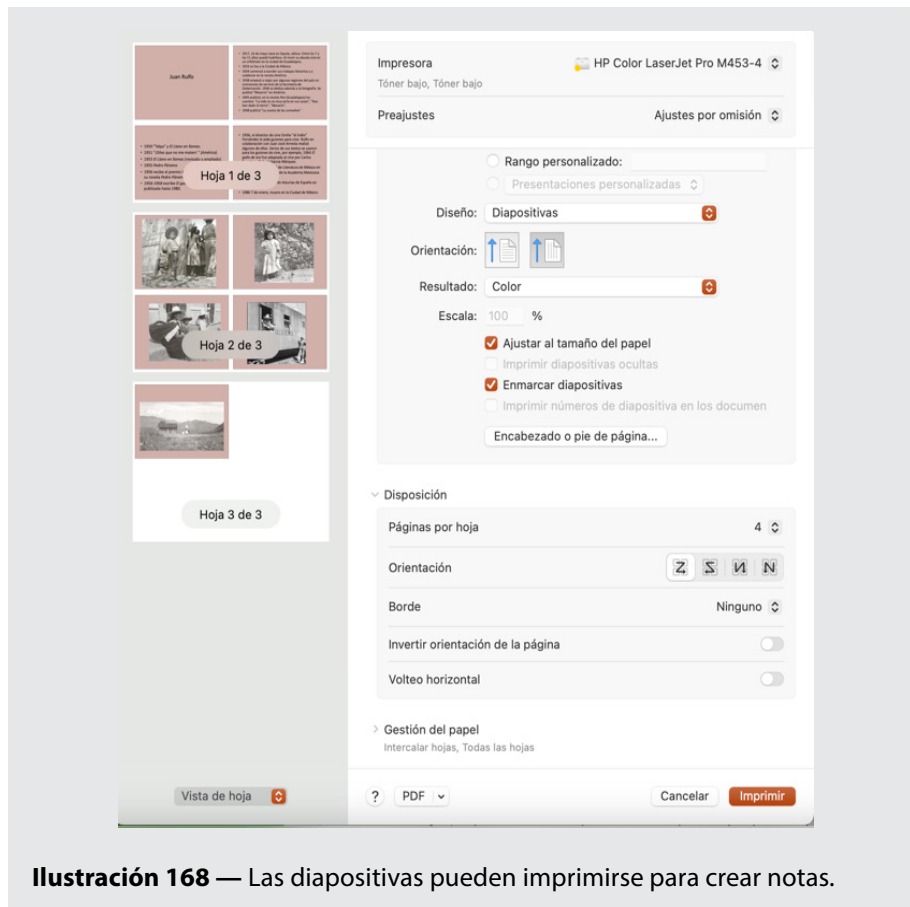 Juan Rulfo
Hoja 1 de 3
Hoja 2 de 3
Hoja 3 de 3
Vista de hoja
Impresora
HP Color LaserJet Pro M453-4
Tóner bajo, Tóner bajo
Preajustes
Ajustes por omisión
Rango personalizado:
Presentaciones personalizadas
Diseño: Diapositivas
Orientación:
Resultado: Color
Escala: 100 %
Ajustar al tamaño del papel
Imprimir diapositivas ocultas
Enmarcar diapositivas
Imprimir números de diapositiva en los documen
Encabezado o pie de página...
Disposición
Páginas por hoja 4
Orientación
Borde Ninguno
Invertir orientación de la página
Volteo horizontal
Gestión del papel
Intercalar hojas, Todas las hojas
? PDF Cancelar Imprimir
Ilustración 168 — Las diapositivas pueden imprimirse para crear notas.